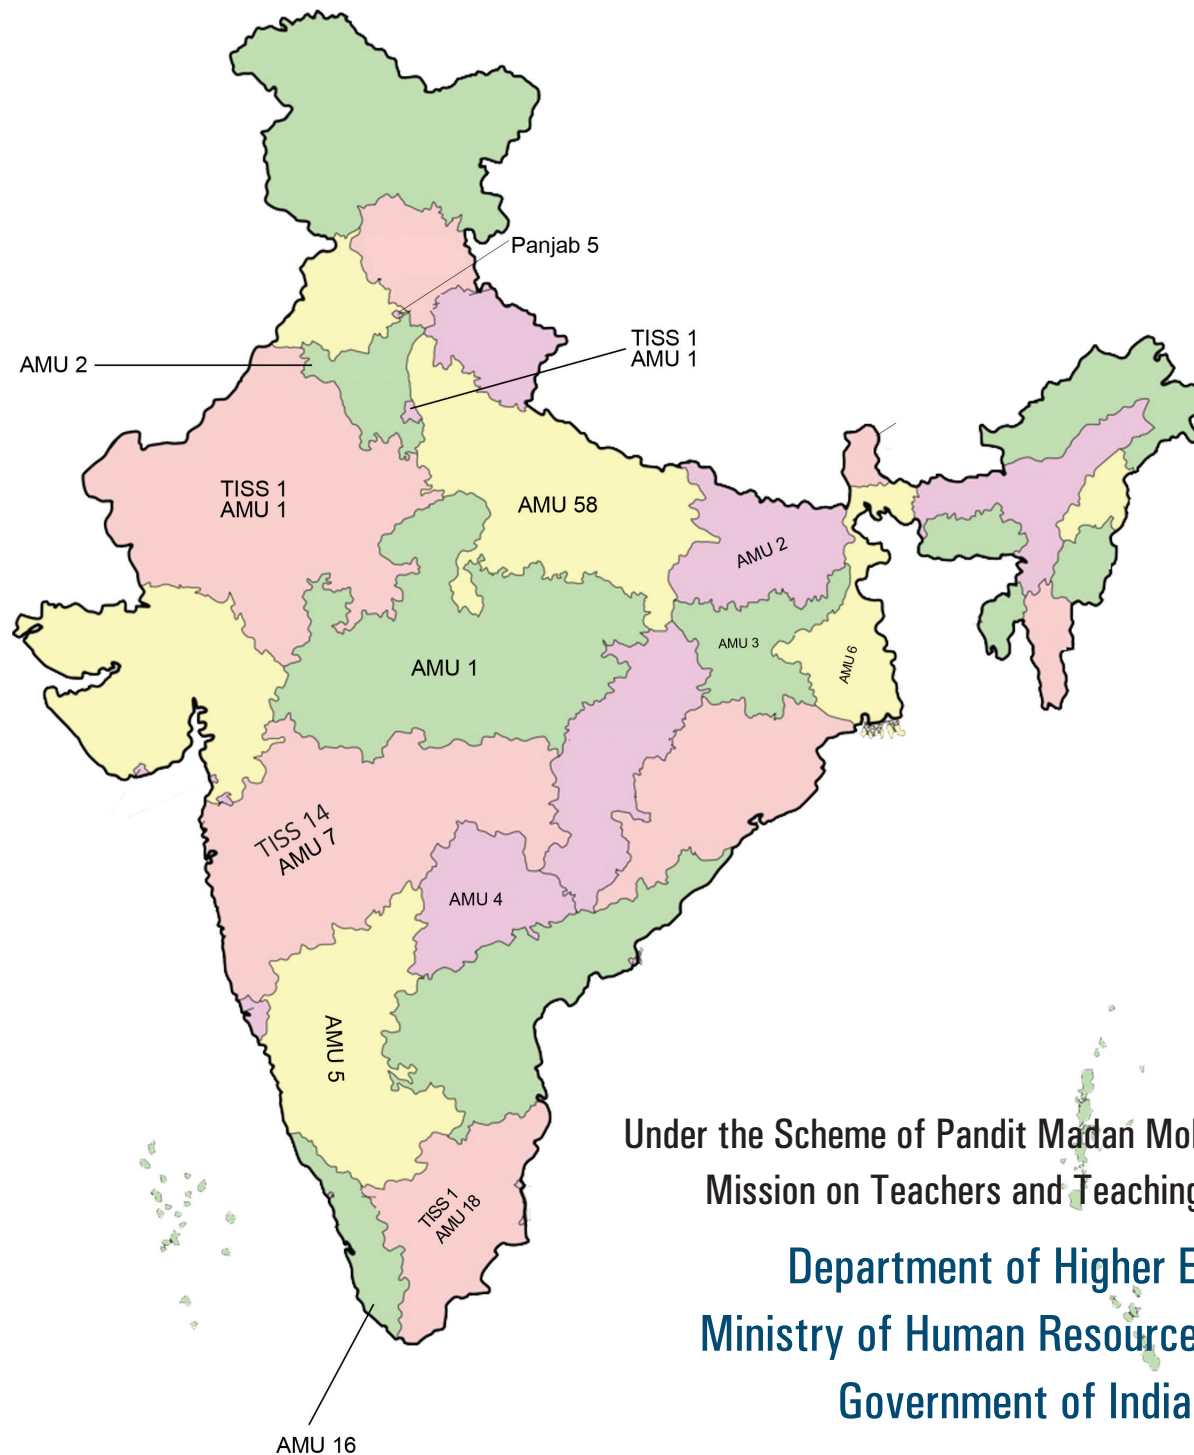 Panjab 5
TISS 1
AMU 1
AMU 2
TISS 1
AMU 1
AMU 58
AMU 2
AMU 3
AMU 6
AMU 1
TISS 14
AMU 7
AMU 4
AMU 5
Under the Scheme of Pandit Madan Mo
Mission on Teachers and Teaching
TISS 1
AMU 18
Department of Higher E
Ministry of Human Resource
Government of India
AMU 16